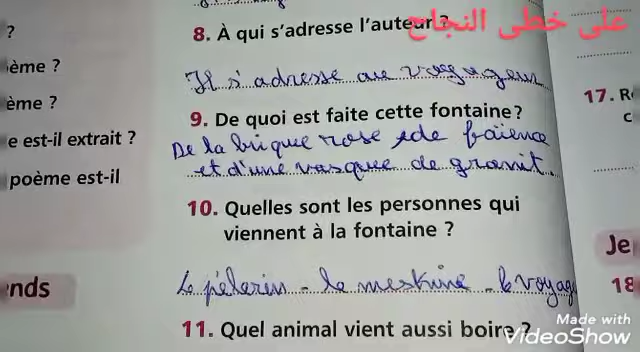 على خطى النجاح
?
8. À qui s'adresse l'auteur ?
ème ?
Il s'adresse au voyageur
ème ?
17. R
9. De quoi est faite cette fontaine?
c
e est-il extrait ?
De la brique rose de faïence
et d'une vasque de granit.
poème est-il
10. Quelles sont les personnes qui
viennent à la fontaine ?
Je
nds
Le pélerin - le meskine - le voyag
18
11. Quel animal vient aussi boire ?
Made with
VideoShow